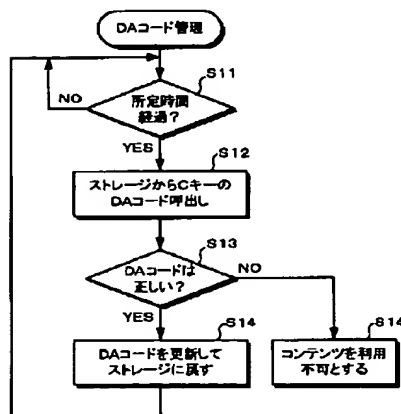 DAコード管理
S11
所定時間
経過?
NO
YES
S12
ストレージからCキーの
DAコード呼出し
S13
DAコードは
正しい?
NO
YES
S14
DAコードを更新して
ストレージに戻す
S14
コンテンツを利用
不可とする